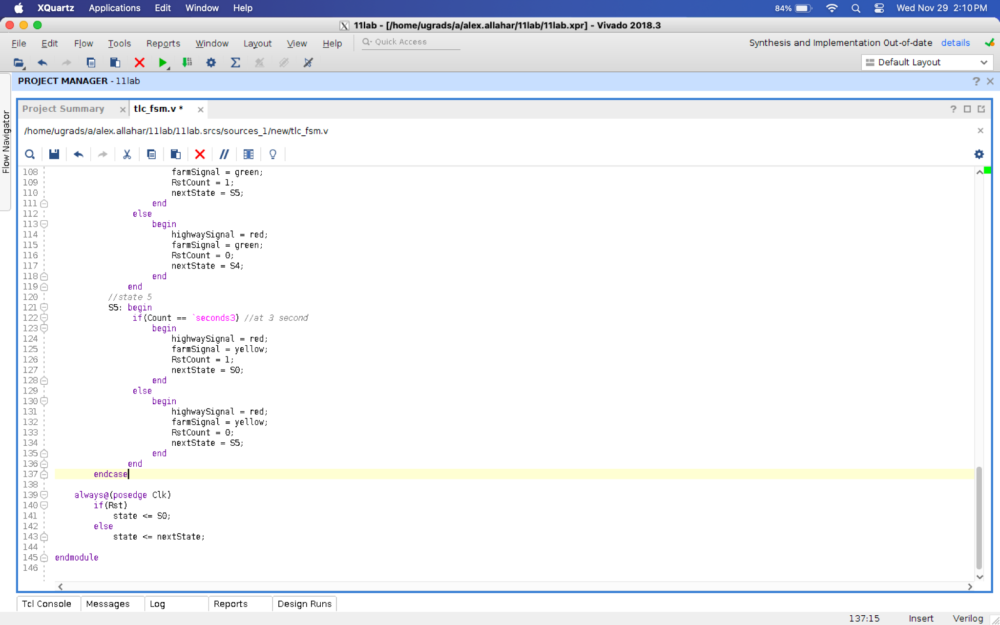 XQuartz Applications Edit Window Help 84% Wed Nov 29 2:10 PM
11lab - [/home/ugrads/a/alex.allahar/11lab/11lab.xpr] - Vivado 2018.3
File Edit Flow Tools Reports Window Layout View Help Quick Access Synthesis and Implementation Out-of-date details
Default Layout
PROJECT MANAGER - 11lab
Flow Navigator
Project Summary tlc_fsm.v *
/home/ugrads/a/alex.allahar/11lab/11lab.srcs/sources_1/new/tlc_fsm.v
108 farmSignal = green;
109 RstCount = 1;
110 nextState = S5;
111 end
112 else
113 begin
114 highwaySignal = red;
115 farmSignal = green;
116 RstCount = 0;
117 nextState = S4;
118 end
119 end
120 //state 5
121 S5: begin
122 if(Count == `seconds3) //at 3 second
123 begin
124 highwaySignal = red;
125 farmSignal = yellow;
126 RstCount = 1;
127 nextState = S0;
128 end
129 else
130 begin
131 highwaySignal = red;
132 farmSignal = yellow;
133 RstCount = 0;
134 nextState = S5;
135 end
136 end
137 endcase
138
139 always@(posedge Clk)
140 if(Rst)
141 state <= S0;
142 else
143 state <= nextState;
144
145 endmodule
146
Tcl Console Messages Log Reports Design Runs
137:15 Insert Verilog